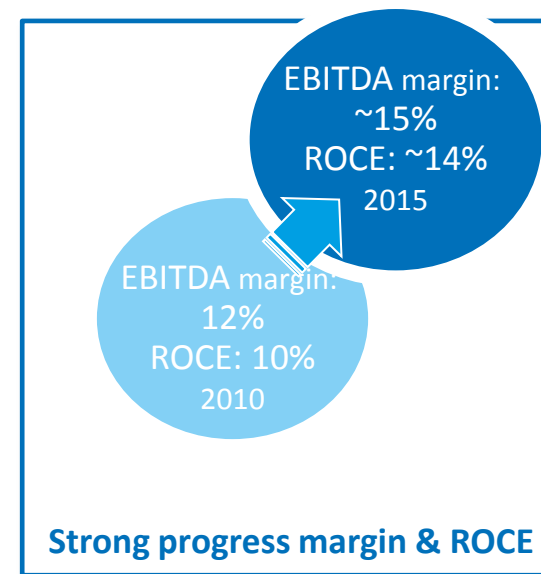 EBITDA margin:
~15%
ROCE: ~14%
2015
EBITDA margin:
12%
ROCE: 10%
2010
Strong progress margin & ROCE